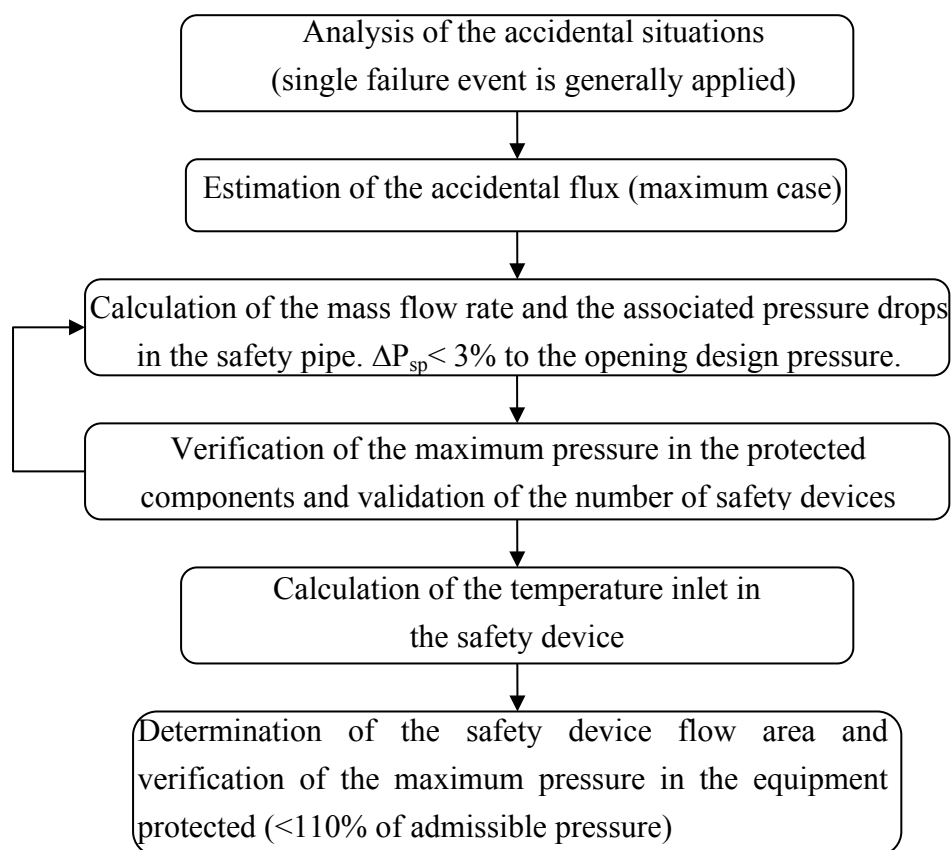 Analysis of the accidental situations
(single failure event is generally applied)
Estimation of the accidental flux (maximum case)
Calculation of the mass flow rate and the associated pressure drops
in the safety pipe. ΔPsp< 3% to the opening design pressure.
Verification of the maximum pressure in the protected
components and validation of the number of safety devices
Calculation of the temperature inlet in
the safety device
Determination of the safety device flow area and
verification of the maximum pressure in the equipment
protected (<110% of admissible pressure)